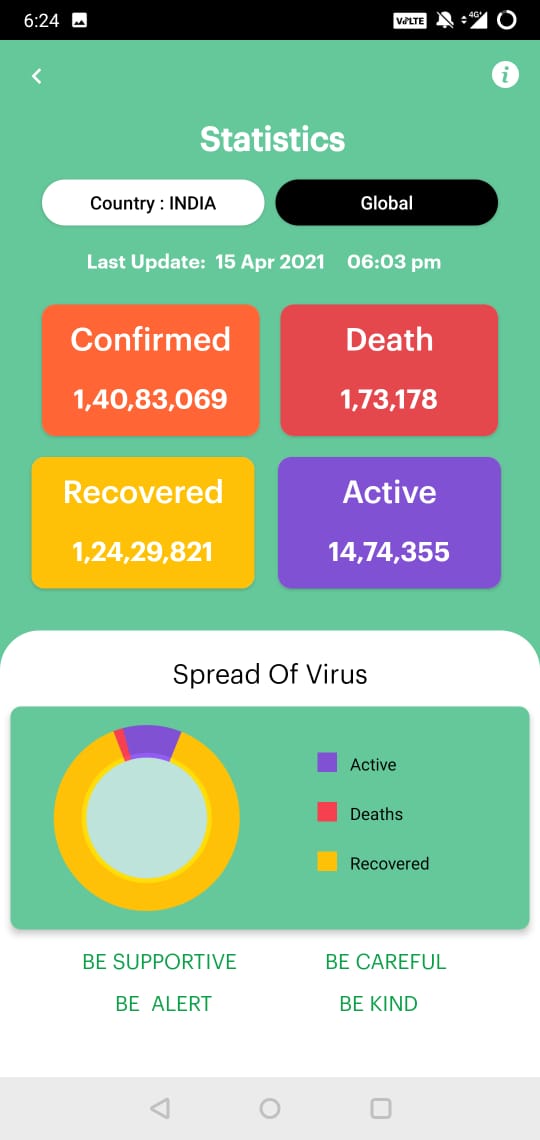 6:24 VoLTE 4G+
i
Statistics
Country : INDIA Global
Last Update: 15 Apr 2021 06:03 pm
Confirmed Death
1,40,83,069 1,73,178
Recovered Active
1,24,29,821 14,74,355
Spread Of Virus
Active
Deaths
Recovered
BE SUPPORTIVE BE CAREFUL
BE ALERT BE KIND